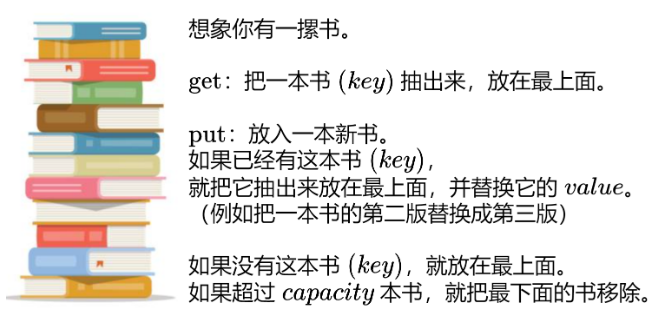 想象你有一摞书。
get：把一本书 (key) 抽出来，放在最上面。
put：放入一本新书。
如果已经有这本书 (key)，
就把它抽出来放在最上面，并替换它的 value。
（例如把一本书的第二版替换成第三版）
如果没有这本书 (key)，就放在最上面。
如果超过 capacity 本书，就把最下面的书移除。